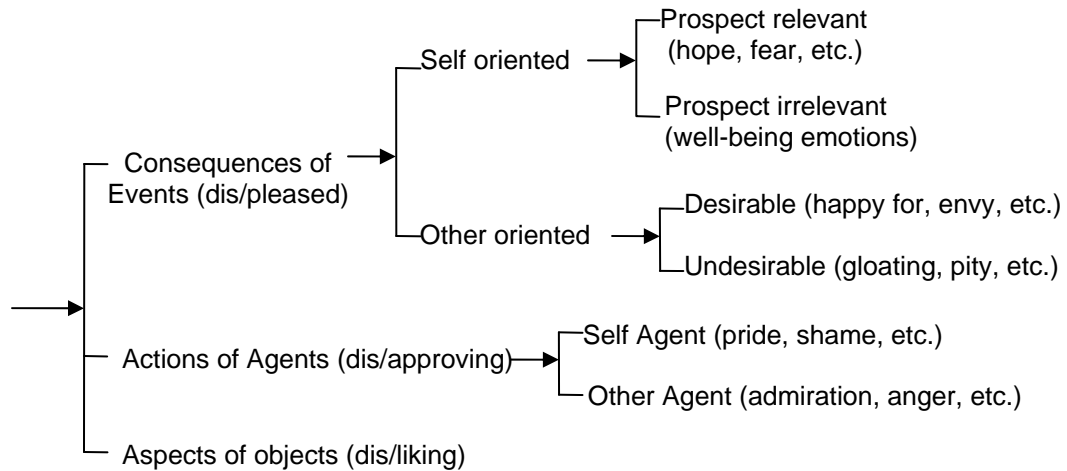 Prospect relevant
(hope, fear, etc.)
Self oriented
Prospect irrelevant
(well-being emotions)
Consequences of
Events (dis/pleased)
Desirable (happy for, envy, etc.)
Other oriented
Undesirable (gloating, pity, etc.)
Self Agent (pride, shame, etc.)
Actions of Agents (dis/approving)
Other Agent (admiration, anger, etc.)
Aspects of objects (dis/liking)